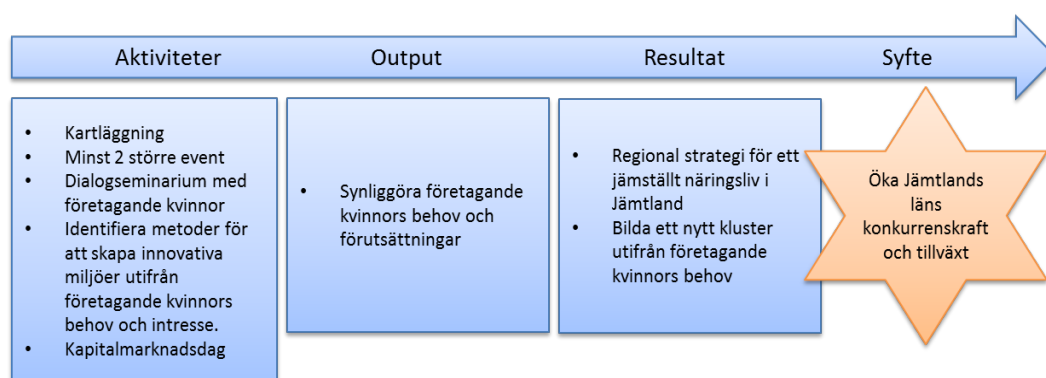 Aktiviteter Output Resultat Syfte
• Kartläggning
• Minst 2 större event
• Dialogseminarium med
företagande kvinnor
• Identifiera metoder för
att skapa innovativa
miljöer utifrån
företagande kvinnors
behov och intresse.
• Kapitalmarknadsdag
• Synliggöra företagande
kvinnors behov och
förutsättningar
• Regional strategi för ett
jämställt näringsliv i
Jämtland
• Bilda ett nytt kluster
utifrån företagande
kvinnors behov
Öka Jämtlands
läns
konkurrenskraft
och tillväxt